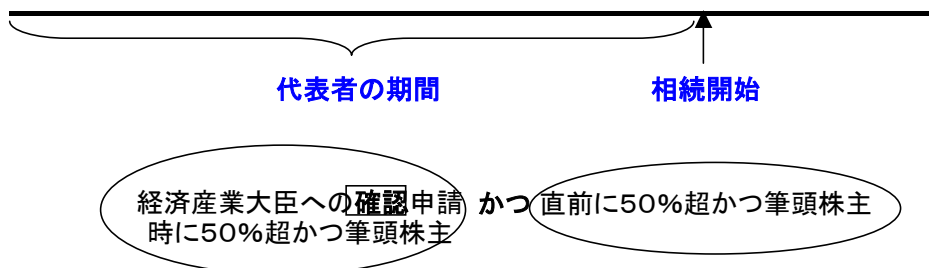 代表者の期間 相続開始
経済産業大臣への確認申請 かつ 直前に50%超かつ筆頭株主
時に50%超かつ筆頭株主